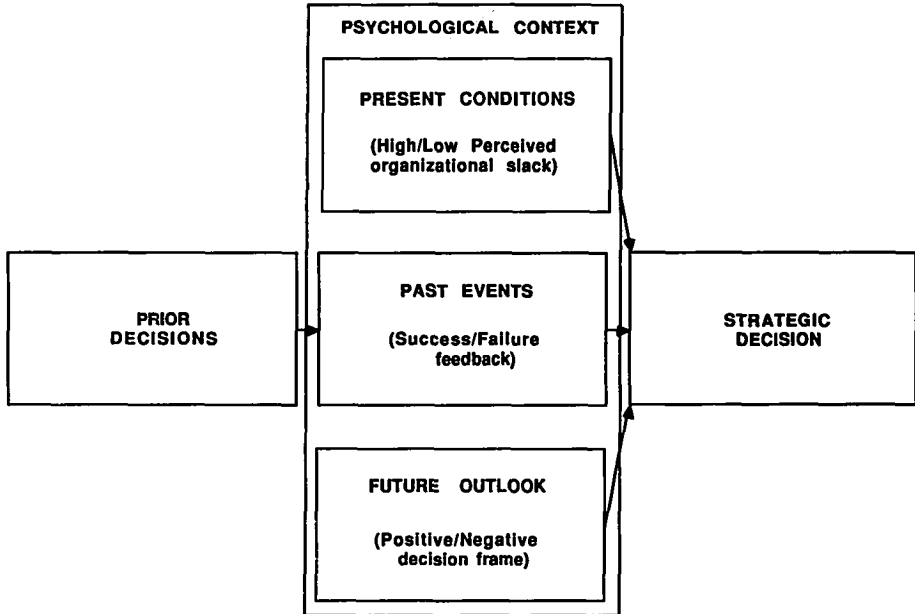 PSYCHOLOGICAL CONTEXT
PRESENT CONDITIONS
(High/Low Perceived
organizational slack)
PRIOR
DECISIONS
PAST EVENTS
(Success/Failure
feedback)
STRATEGIC
DECISION
FUTURE OUTLOOK
(Positive/Negative
decision frame)